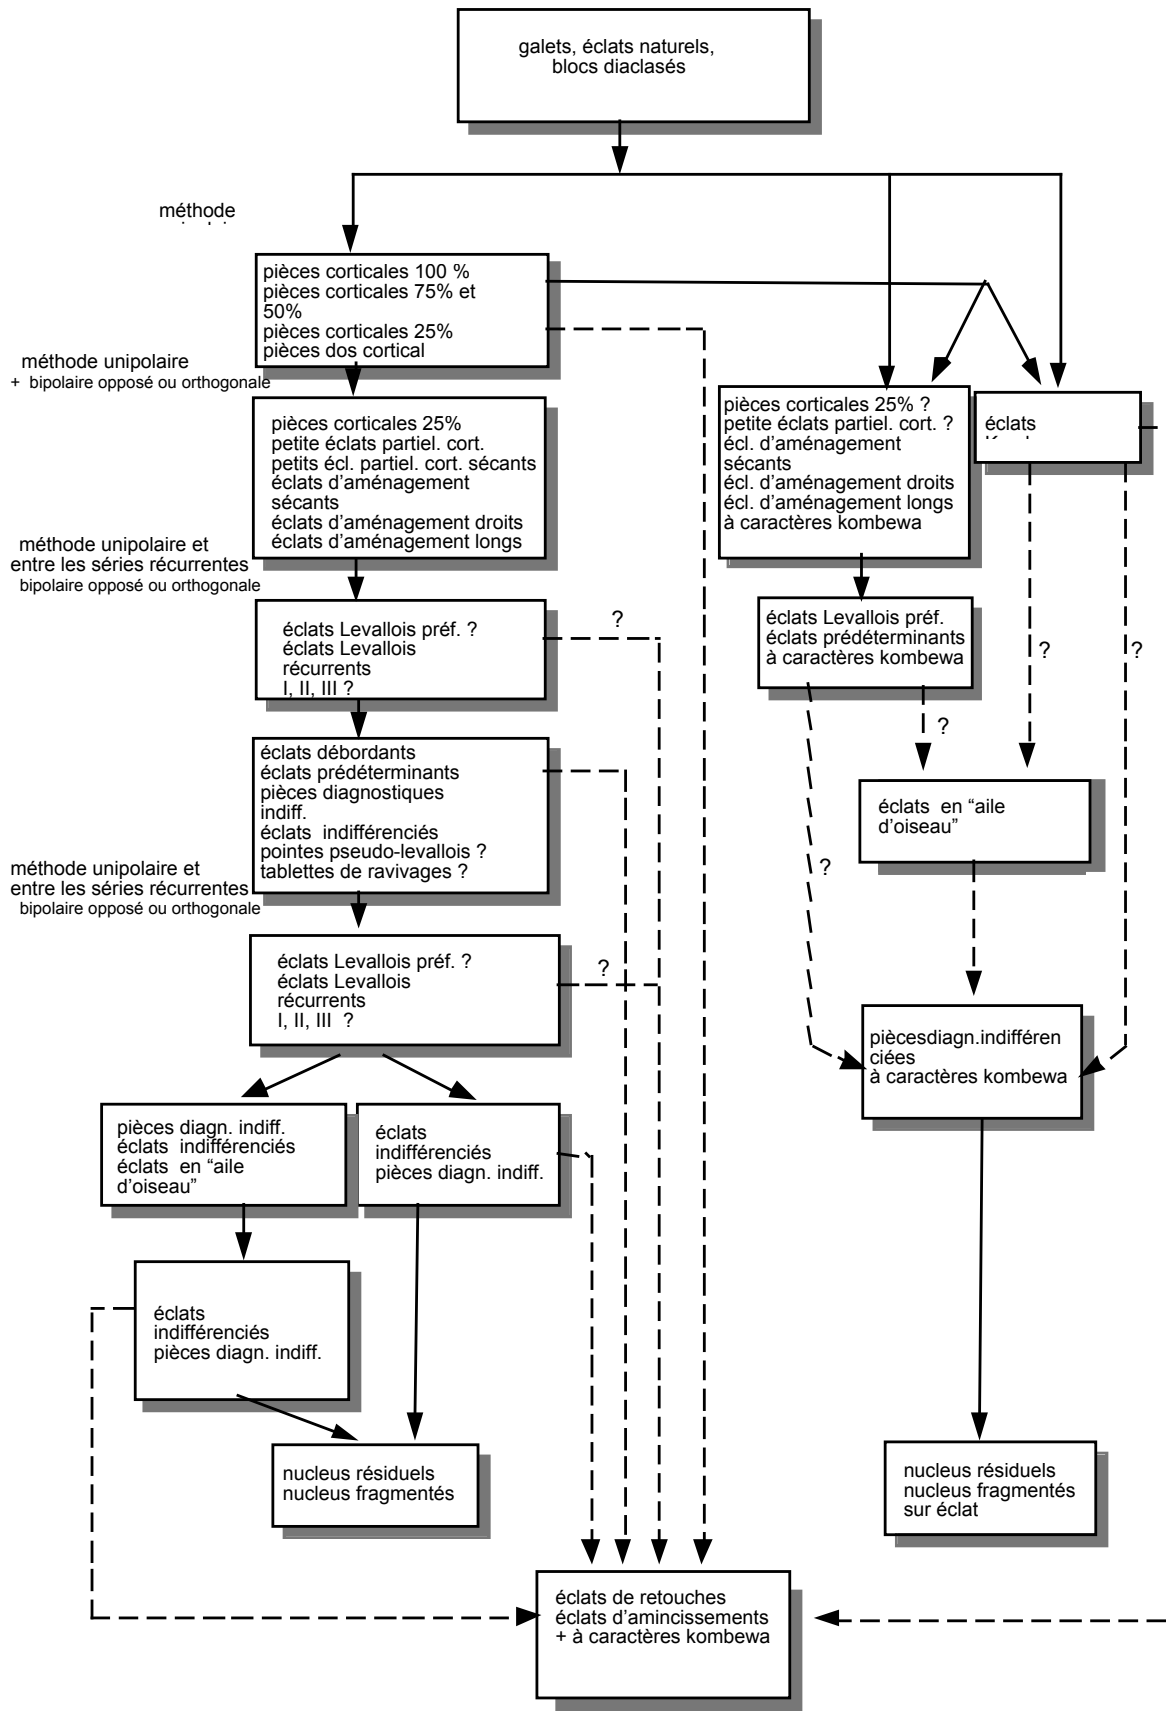 galets, éclats naturels,
blocs diaclasés
méthode
pièces corticales 100 %
pièces corticales 75% et
50%
pièces corticales 25%
pièces dos cortical
méthode unipolaire
+ bipolaire opposé ou orthogonale
pièces corticales 25%
petite éclats partiel. cort.
petits écl. partiel. cort. sécants
éclats d'aménagement
sécants
éclats d'aménagement droits
éclats d'aménagement longs
pièces corticales 25% ?
petite éclats partiel. cort. ?
écl. d'aménagement
sécants
écl. d'aménagement droits
écl. d'aménagement longs
à caractères kombewa
éclats
méthode unipolaire et
entre les séries récurrentes
bipolaire opposé ou orthogonale
éclats Levallois préf. ?
éclats Levallois
récurrents
I, II, III ?
?
éclats Levallois préf.
éclats prédéterminants
à caractères kombewa
?
?
?
éclats débordants
éclats prédéterminants
pièces diagnostiques
indiff.
éclats indifférenciés
pointes pseudo-levallois ?
tablettes de ravivages ?
éclats en “aile
d'oiseau”
?
méthode unipolaire et
entre les séries récurrentes
bipolaire opposé ou orthogonale
éclats Levallois préf. ?
éclats Levallois
récurrents
I, II, III ?
?
piècesdiagn.indifféren
ciées
à caractères kombewa
pièces diagn. indiff.
éclats indifférenciés
éclats en “aile
d'oiseau”
éclats
indifférenciés
pièces diagn. indiff.
éclats
indifférenciés
pièces diagn. indiff.
nucleus résiduels
nucleus fragmentés
nucleus résiduels
nucleus fragmentés
sur éclat
éclats de retouches
éclats d'amincissements
+ à caractères kombewa